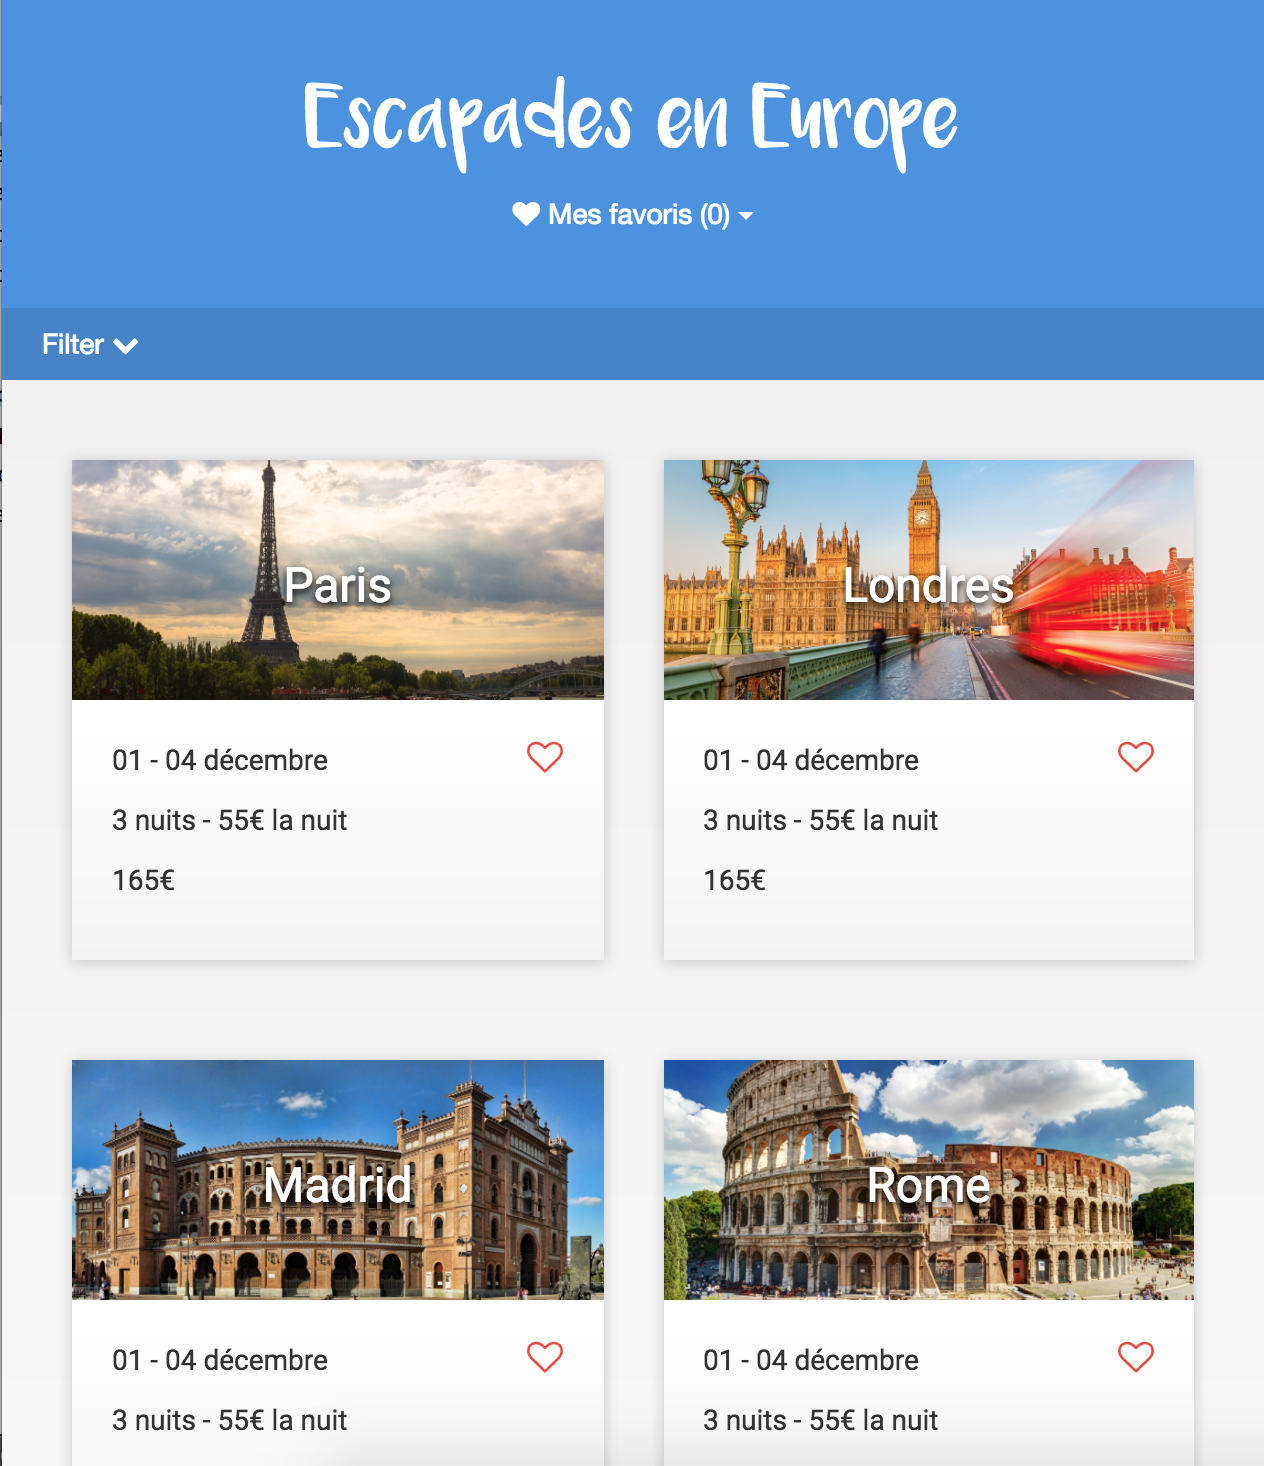 Escapades en Europe
Mes favoris (0)
Filter
Paris
01 - 04 décembre
3 nuits - 55€ la nuit
165€
Londres
01 - 04 décembre
3 nuits - 55€ la nuit
165€
Madrid
01 - 04 décembre
3 nuits - 55€ la nuit
Rome
01 - 04 décembre
3 nuits - 55€ la nuit